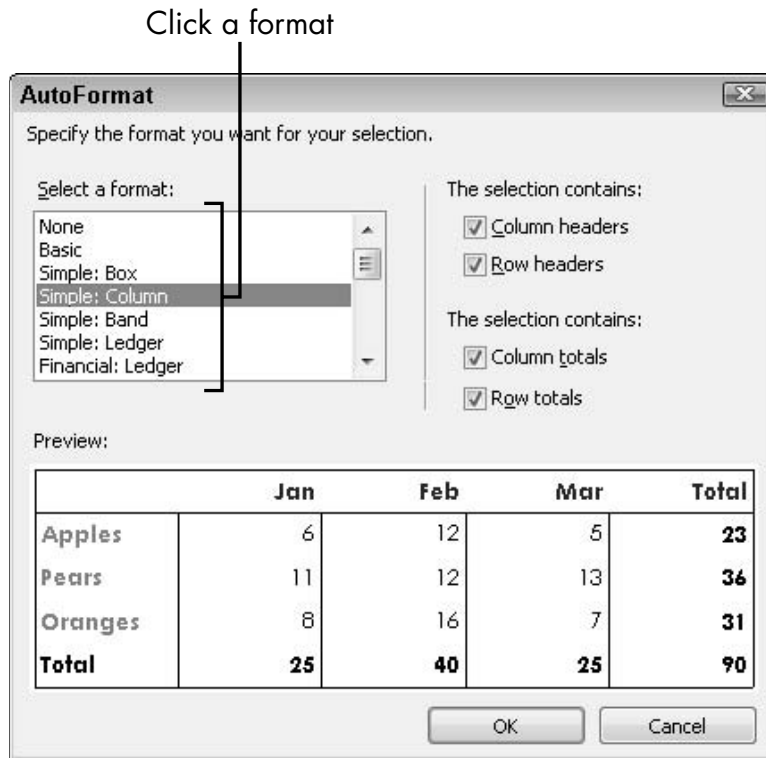 Click a format
AutoFormat
Specify the format you want for your selection.
Select a format:
None
Basic
Simple: Box
Simple: Column
Simple: Band
Simple: Ledger
Financial: Ledger
The selection contains:
Column headers
Row headers
The selection contains:
Column totals
Row totals
Preview:
Jan Feb Mar Total
Apples 6 12 5 23
Pears 11 12 13 36
Oranges 8 16 7 31
Total 25 40 25 90
OK Cancel